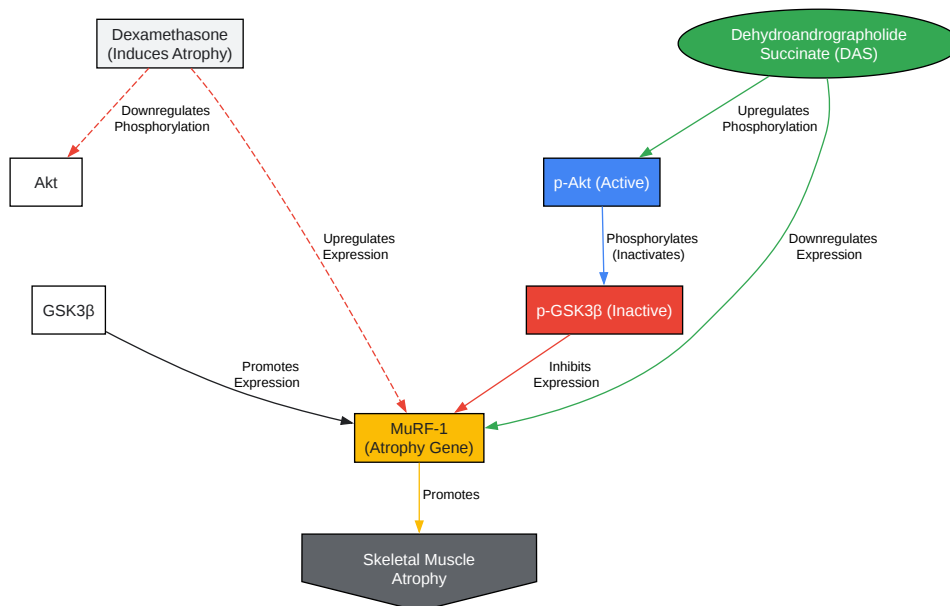 Dexamethasone
(Induces Atrophy)
Dehydroandrographolide
Succinate (DAS)
Downregulates
Phosphorylation
Upregulates
Phosphorylation
Akt
p-Akt (Active)
Upregulates
Expression
Phosphorylates
(Inactivates)
Downregulates
Expression
GSK3β
p-GSK3β (Inactive)
Promotes
Expression
Inhibits
Expression
MuRF-1
(Atrophy Gene)
Promotes
Skeletal Muscle
Atrophy